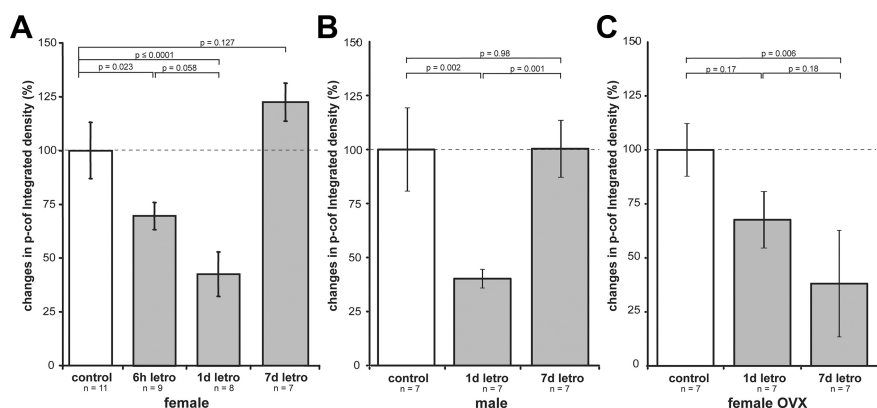 A
changes in p-cof Integrated density (%)
150
125
100
75
50
25
0
p = 0.127
p ≤ 0.0001
p = 0.023
p = 0.058
control
n = 11
6h letro
n = 9
1d letro
n = 8
7d letro
n = 7
female
B
changes in p-cof Integrated density (%)
150
125
100
75
50
25
0
p = 0.98
p = 0.002
p = 0.001
control
n = 7
1d letro
n = 7
7d letro
n = 7
male
C
changes in p-cof Integrated density (%)
150
125
100
75
50
25
0
p = 0.006
p = 0.17
p = 0.18
control
n = 7
1d letro
n = 7
7d letro
n = 7
female OVX